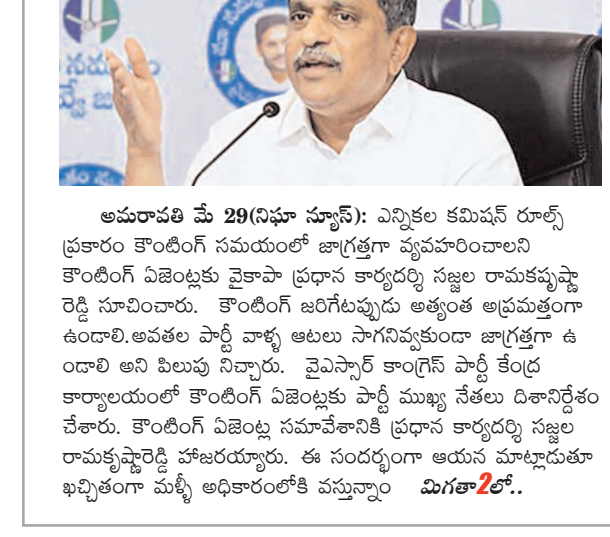 అమరావతి మే 29(నిఘా న్యూస్): ఎన్నికల కమిషన్ రూల్స్
ప్రకారం కౌంటింగ్ సమయంలో జాగ్రత్తగా వ్యవహరించాలని
కౌంటింగ్ ఏజెంట్లకు వైకాపా ప్రధాన కార్యదర్శి సజ్జల రామకషృష్ణా
రెడ్డి సూచించారు. కౌంటింగ్ జరిగేటప్పుడు అత్యంత అప్రమత్తంగా
ఉండాలి.అవతల పార్టీ వాళ్ళ ఆటలు సాగనివ్వకుండా జాగ్రత్తగా ఉ
ండాలి అని పిలుపు నిచ్చారు. వైఎస్సార్ కాంగ్రెస్ పార్టీ కేంద్ర
కార్యాలయంలో కౌంటింగ్ ఏజెంట్లకు పార్టీ ముఖ్య నేతలు దిశానిర్దేశం
చేశారు. కౌంటింగ్ ఏజెంట్ల సమావేశానికి ప్రధాన కార్యదర్శి సజ్జల
రామకృష్ణారెడ్డి హాజరయ్యారు. ఈ సందర్భంగా ఆయన మాట్లాడుతూ
ఖచ్చితంగా మళ్ళీ అధికారంలోకి వస్తున్నాం మిగతా2లో..